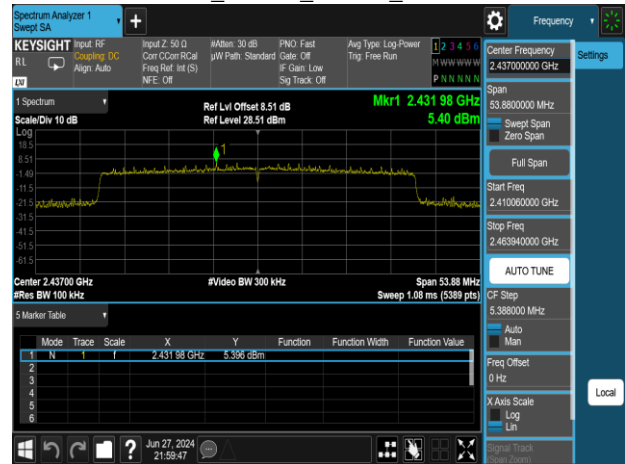 Spectrum Analyzer 1
Swept SA
Frequency
KEYSIGHT
RL
LXI
Input: RF
Coupling: DC
Align: Auto
Input Z: 50 Ω
Corr CCorr RCal
Freq Ref: Int (S)
NFE: Off
#Atten: 30 dB
µW Path: Standard
PNO: Fast
Gate: Off
IF Gain: Low
Sig Track: Off
Avg Type: Log-Power
Trig: Free Run
1 2 3 4 5 6
M W W W W W
P N N N N N
1 Spectrum
Scale/Div 10 dB
Log
Ref Lvl Offset 8.51 dB
Ref Level 28.51 dBm
Mkr1 2.431 98 GHz
5.40 dBm
18.5
8.51
-1.49
-11.5
-21.5
-31.5
-41.5
-51.5
-61.5
1
Center 2.43700 GHz
#Res BW 100 kHz
#Video BW 300 kHz
Span 53.88 MHz
Sweep 1.08 ms (5389 pts)
5 Marker Table
Mode Trace Scale X Y Function Function Width Function Value
1 N 1 f 2.431 98 GHz 5.396 dBm
2
3
4
5
6
Jun 27, 2024
21:59:47
Center Frequency
2.437000000 GHz
Span
53.8800000 MHz
Swept Span
Zero Span
Full Span
Start Freq
2.410060000 GHz
Stop Freq
2.463940000 GHz
AUTO TUNE
CF Step
5.388000 MHz
Auto
Man
Freq Offset
0 Hz
X Axis Scale
Log
Lin
Signal Track
(Span Zoom)
Settings
Local